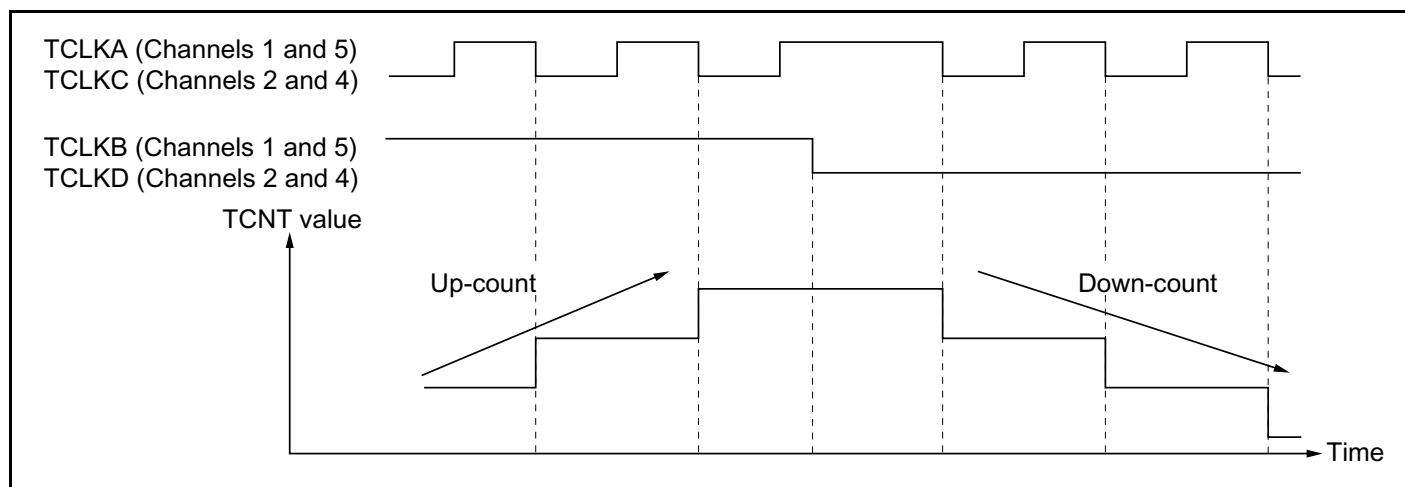 TCLKA (Channels 1 and 5)
TCLKC (Channels 2 and 4)
TCLKB (Channels 1 and 5)
TCLKD (Channels 2 and 4)
TCNT value
Up-count
Down-count
Time